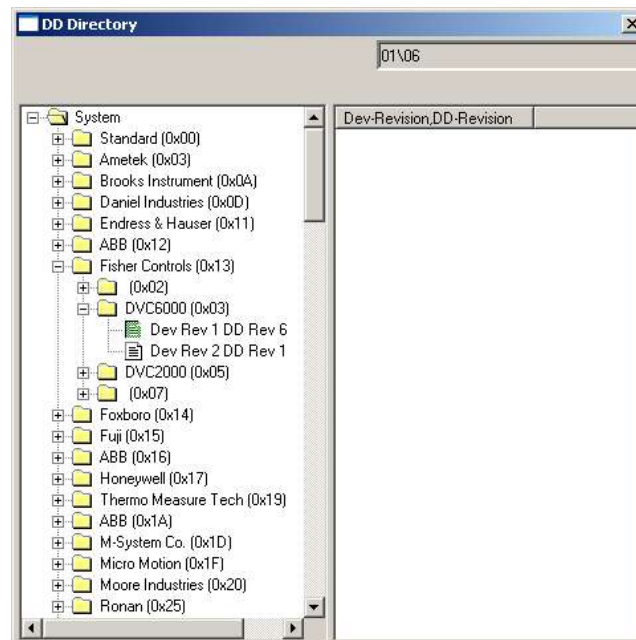 DD Directory
01\06
Dev-Revision,DD-Revision
System
Standard (0x00)
Ametek (0x03)
Brooks Instrument (0x0A)
Daniel Industries (0x0D)
Endress & Hauser (0x11)
ABB (0x12)
Fisher Controls (0x13)
(0x02)
DVC6000 (0x03)
Dev Rev 1 DD Rev 6
Dev Rev 2 DD Rev 1
DVC2000 (0x05)
(0x07)
Foxboro (0x14)
Fuji (0x15)
ABB (0x16)
Honeywell (0x17)
Thermo Measure Tech (0x19)
ABB (0x1A)
M-System Co. (0x1D)
Micro Motion (0x1F)
Moore Industries (0x20)
Ronan (0x25)